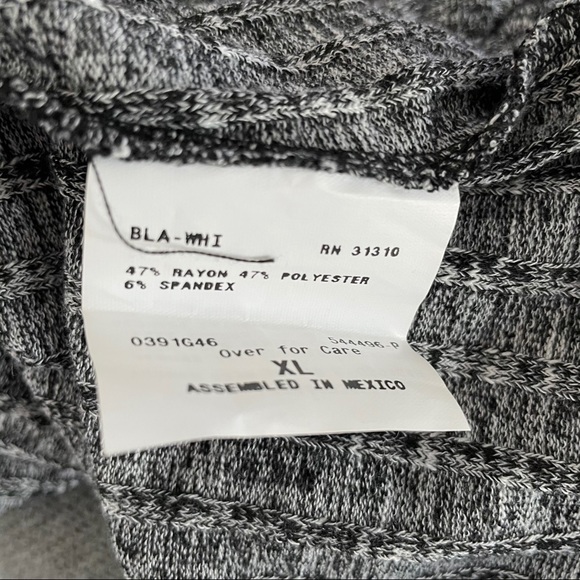 BLA-WHI RN 31310
47% RAYON 47% POLYESTER
6% SPANDEX
0391G46 544496-P
over for Care
XL
ASSEMBLED IN MEXICO